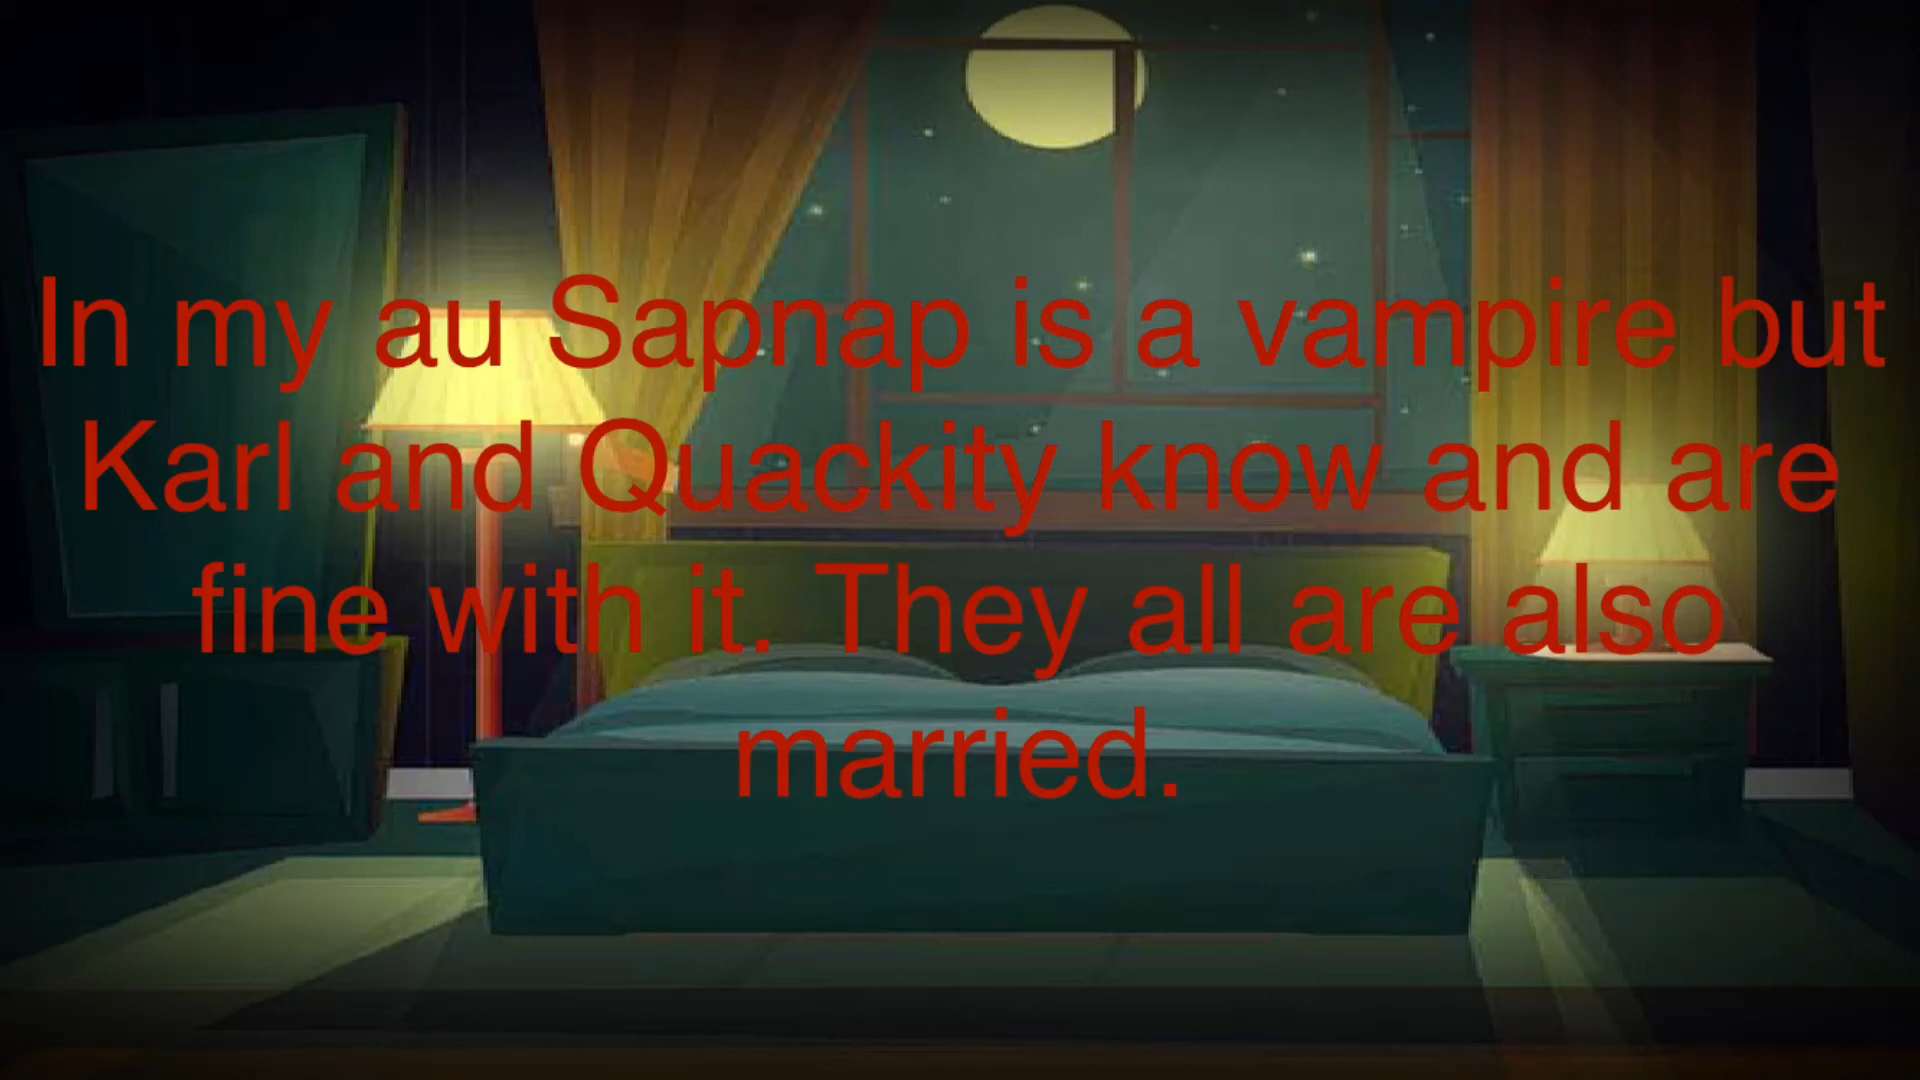 In my au Sapnap is a vampire but
Karl and Quackity know and are
fine with it. They all are also
married.